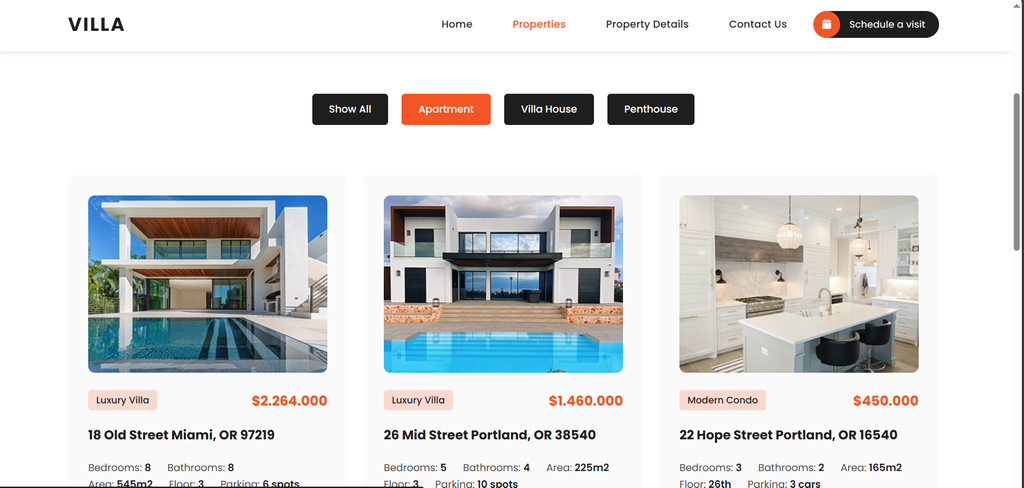 VILLA
Home Properties Property Details Contact Us Schedule a visit
Show All Apartment Villa House Penthouse
Luxury Villa $2.264.000
18 Old Street Miami, OR 97219
Bedrooms: 8 Bathrooms: 8
Area: 545m2 Floor: 3 Parking: 6 spots
Luxury Villa $1.460.000
26 Mid Street Portland, OR 38540
Bedrooms: 5 Bathrooms: 4 Area: 225m2
Floor: 3 Parking: 10 spots
Modern Condo $450.000
22 Hope Street Portland, OR 16540
Bedrooms: 3 Bathrooms: 2 Area: 165m2
Floor: 26th Parking: 3 cars